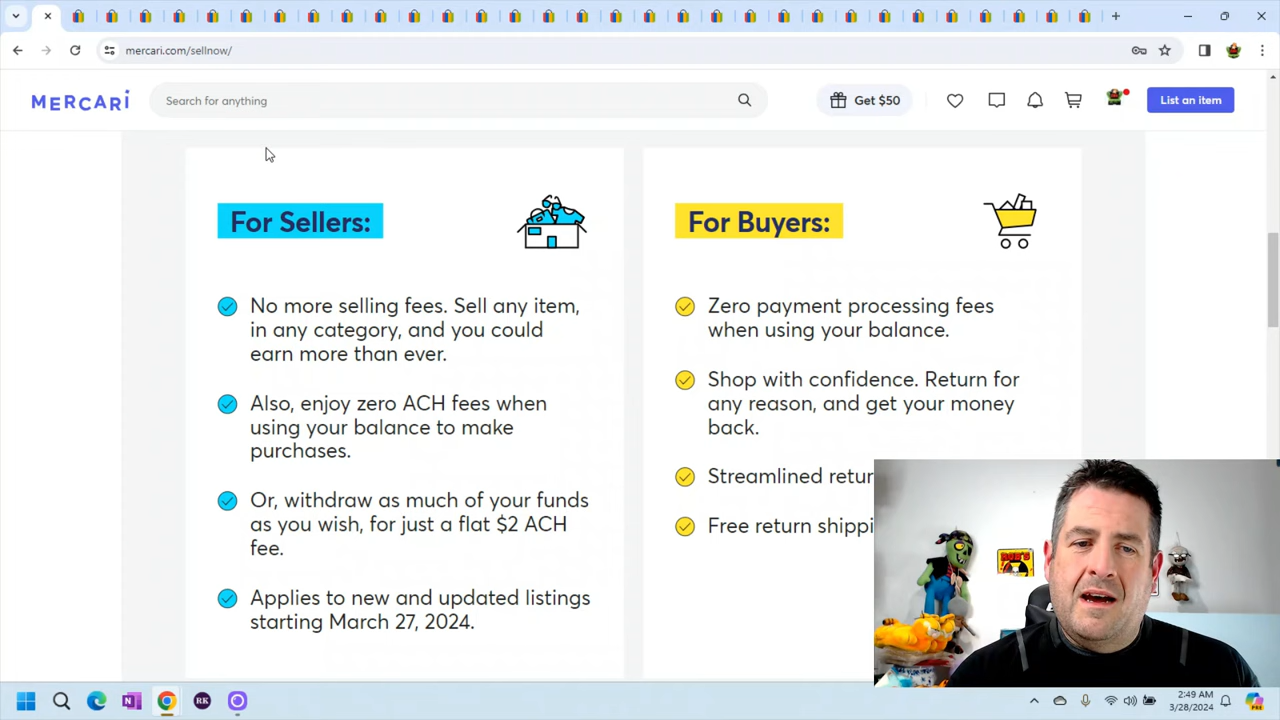 mercari.com/sellnow/
MERCARI
Search for anything
Get $50
List an item
For Sellers:
No more selling fees. Sell any item,
in any category, and you could
earn more than ever.
Also, enjoy zero ACH fees when
using your balance to make
purchases.
Or, withdraw as much of your funds
as you wish, for just a flat $2 ACH
fee.
Applies to new and updated listings
starting March 27, 2024.
For Buyers:
Zero payment processing fees
when using your balance.
Shop with confidence. Return for
any reason, and get your money
back.
Streamlined retur
Free return shippi
ROB'S
N
RK
2:49 AM
3/28/2024
PRE